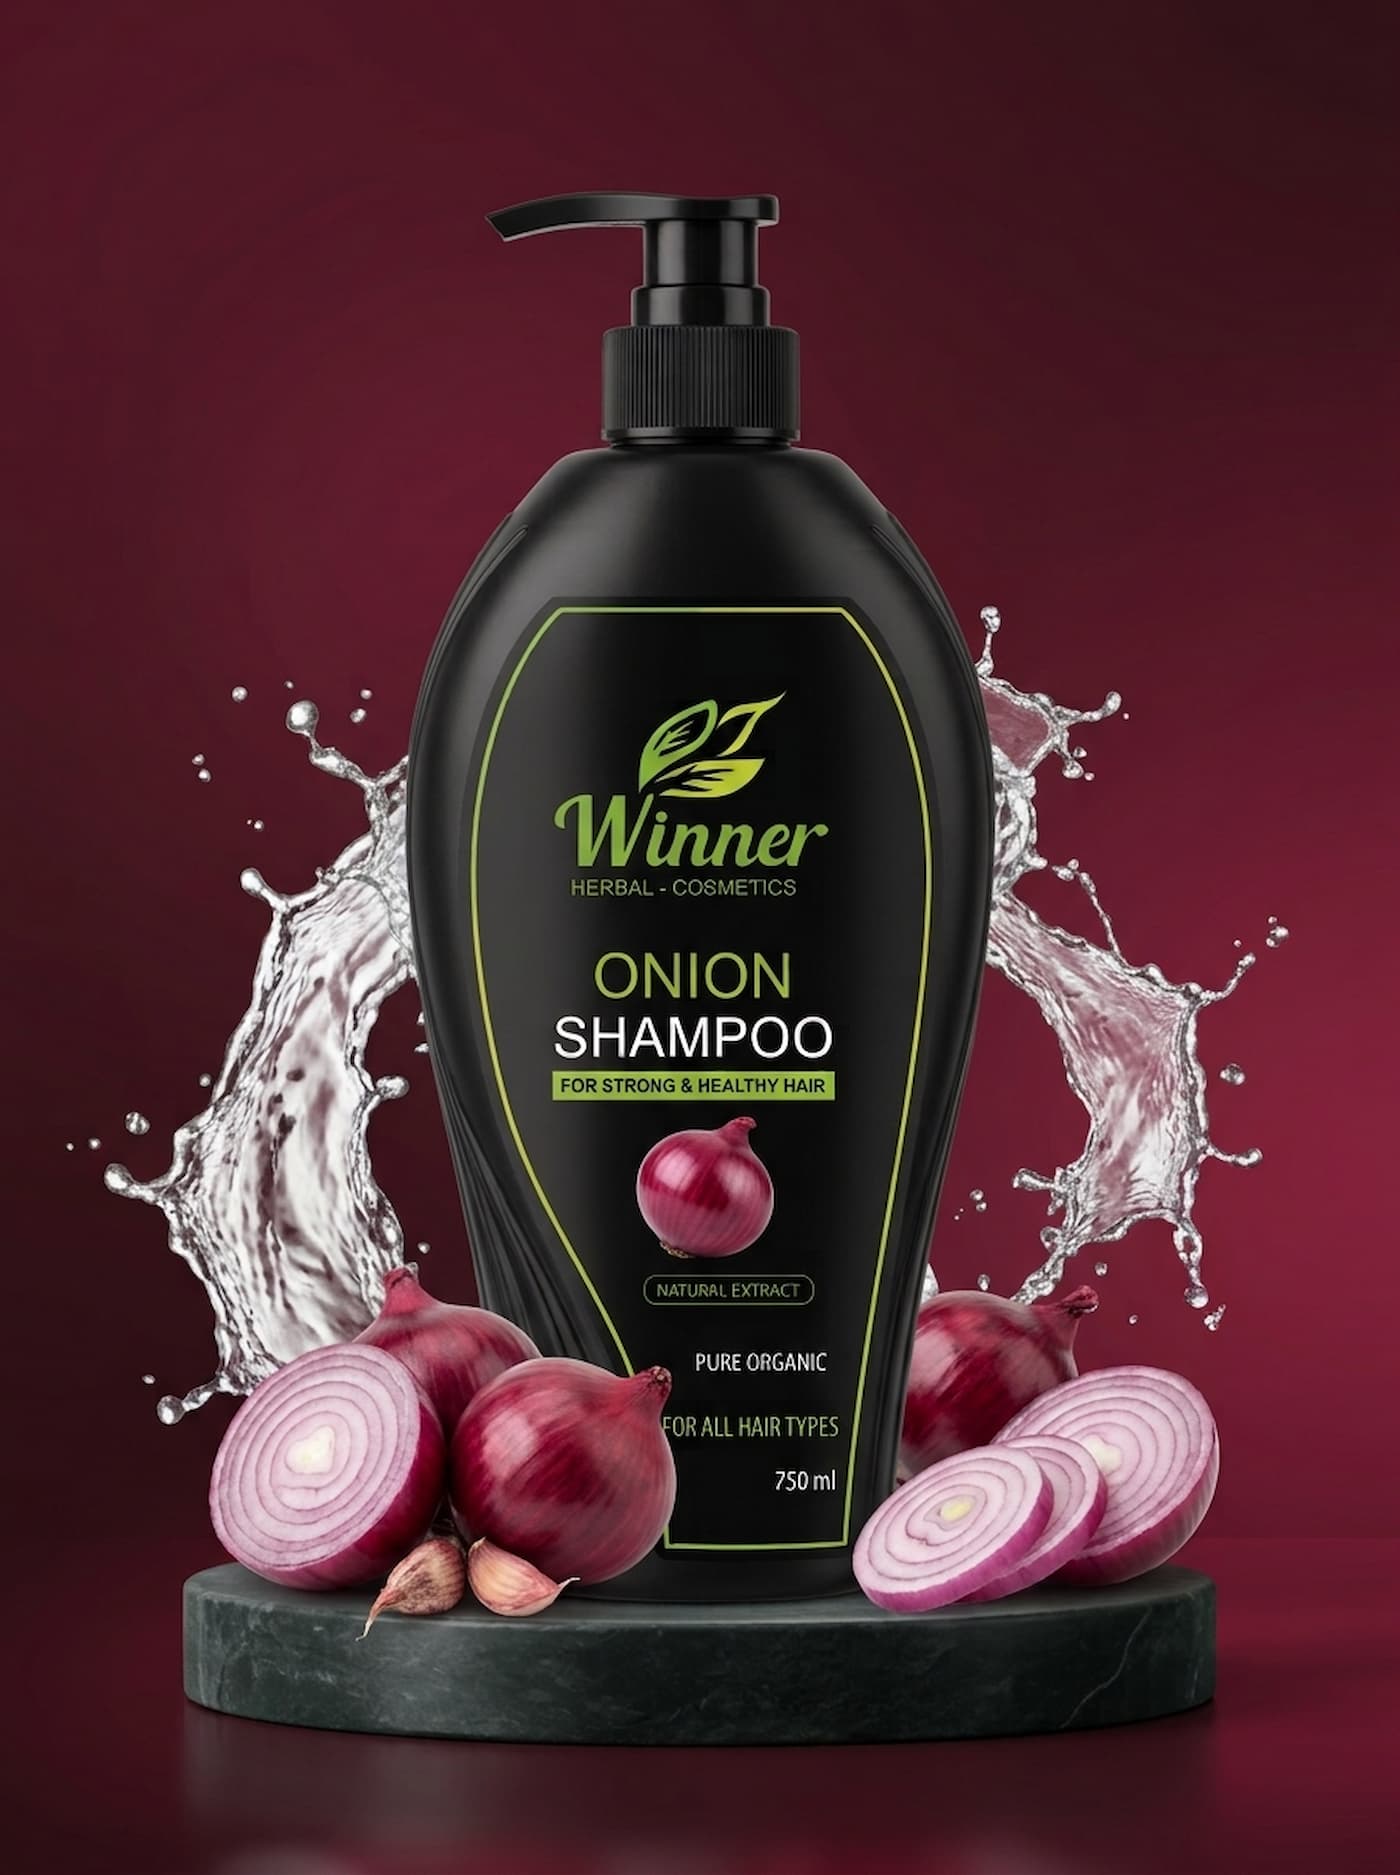 Winner
HERBAL - COSMETICS
ONION
SHAMPOO
FOR STRONG & HEALTHY HAIR
NATURAL EXTRACT
PURE ORGANIC
FOR ALL HAIR TYPES
750 ml